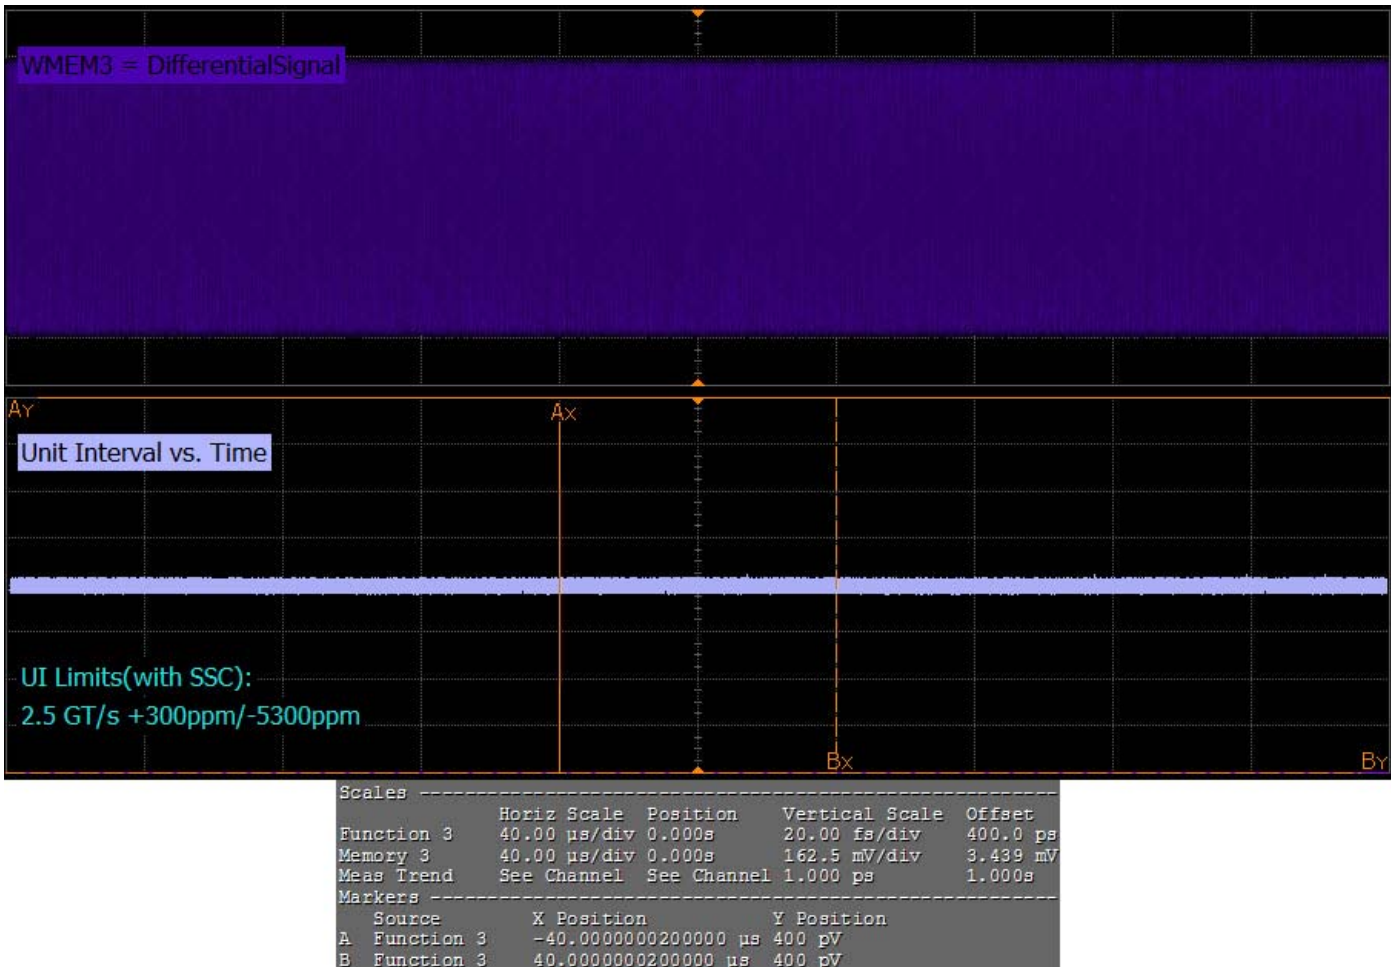 WMEM3 = DifferentialSignal
AY
AX
Unit Interval vs. Time
UI Limits(with SSC):
2.5 GT/s +300ppm/-5300ppm
BX
BY
Scales
Horiz Scale Position Vertical Scale Offset
Function 3 40.00 µs/div 0.000s 20.00 fs/div 400.0 ps
Memory 3 40.00 µs/div 0.000s 162.5 mV/div 3.439 mV
Meas Trend See Channel See Channel 1.000 ps 1.000s
Markers
Source X Position Y Position
A Function 3 -40.0000000200000 µs 400 pV
B Function 3 40.0000000200000 µs 400 pV